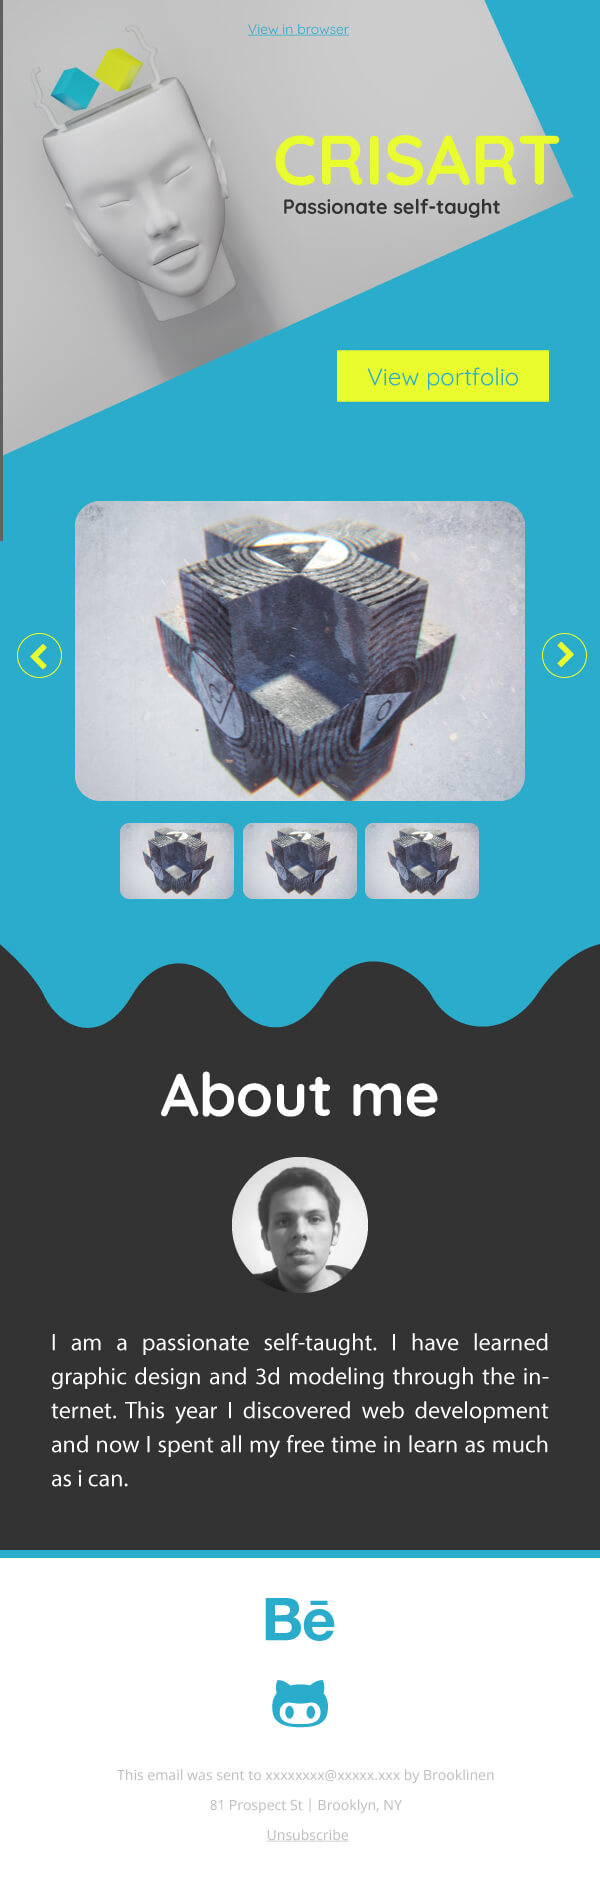 View in browser
CRISART
Passionate self-taught
View portfolio
About me
I am a passionate self-taught. I have learned
graphic design and 3d modeling through the in-
ternet. This year I discovered web development
and now I spent all my free time in learn as much
as i can.
Bē
This email was sent to xxxxxxxx@xxxxx.xxx by Brooklinen
81 Prospect St | Brooklyn, NY
Unsubscribe